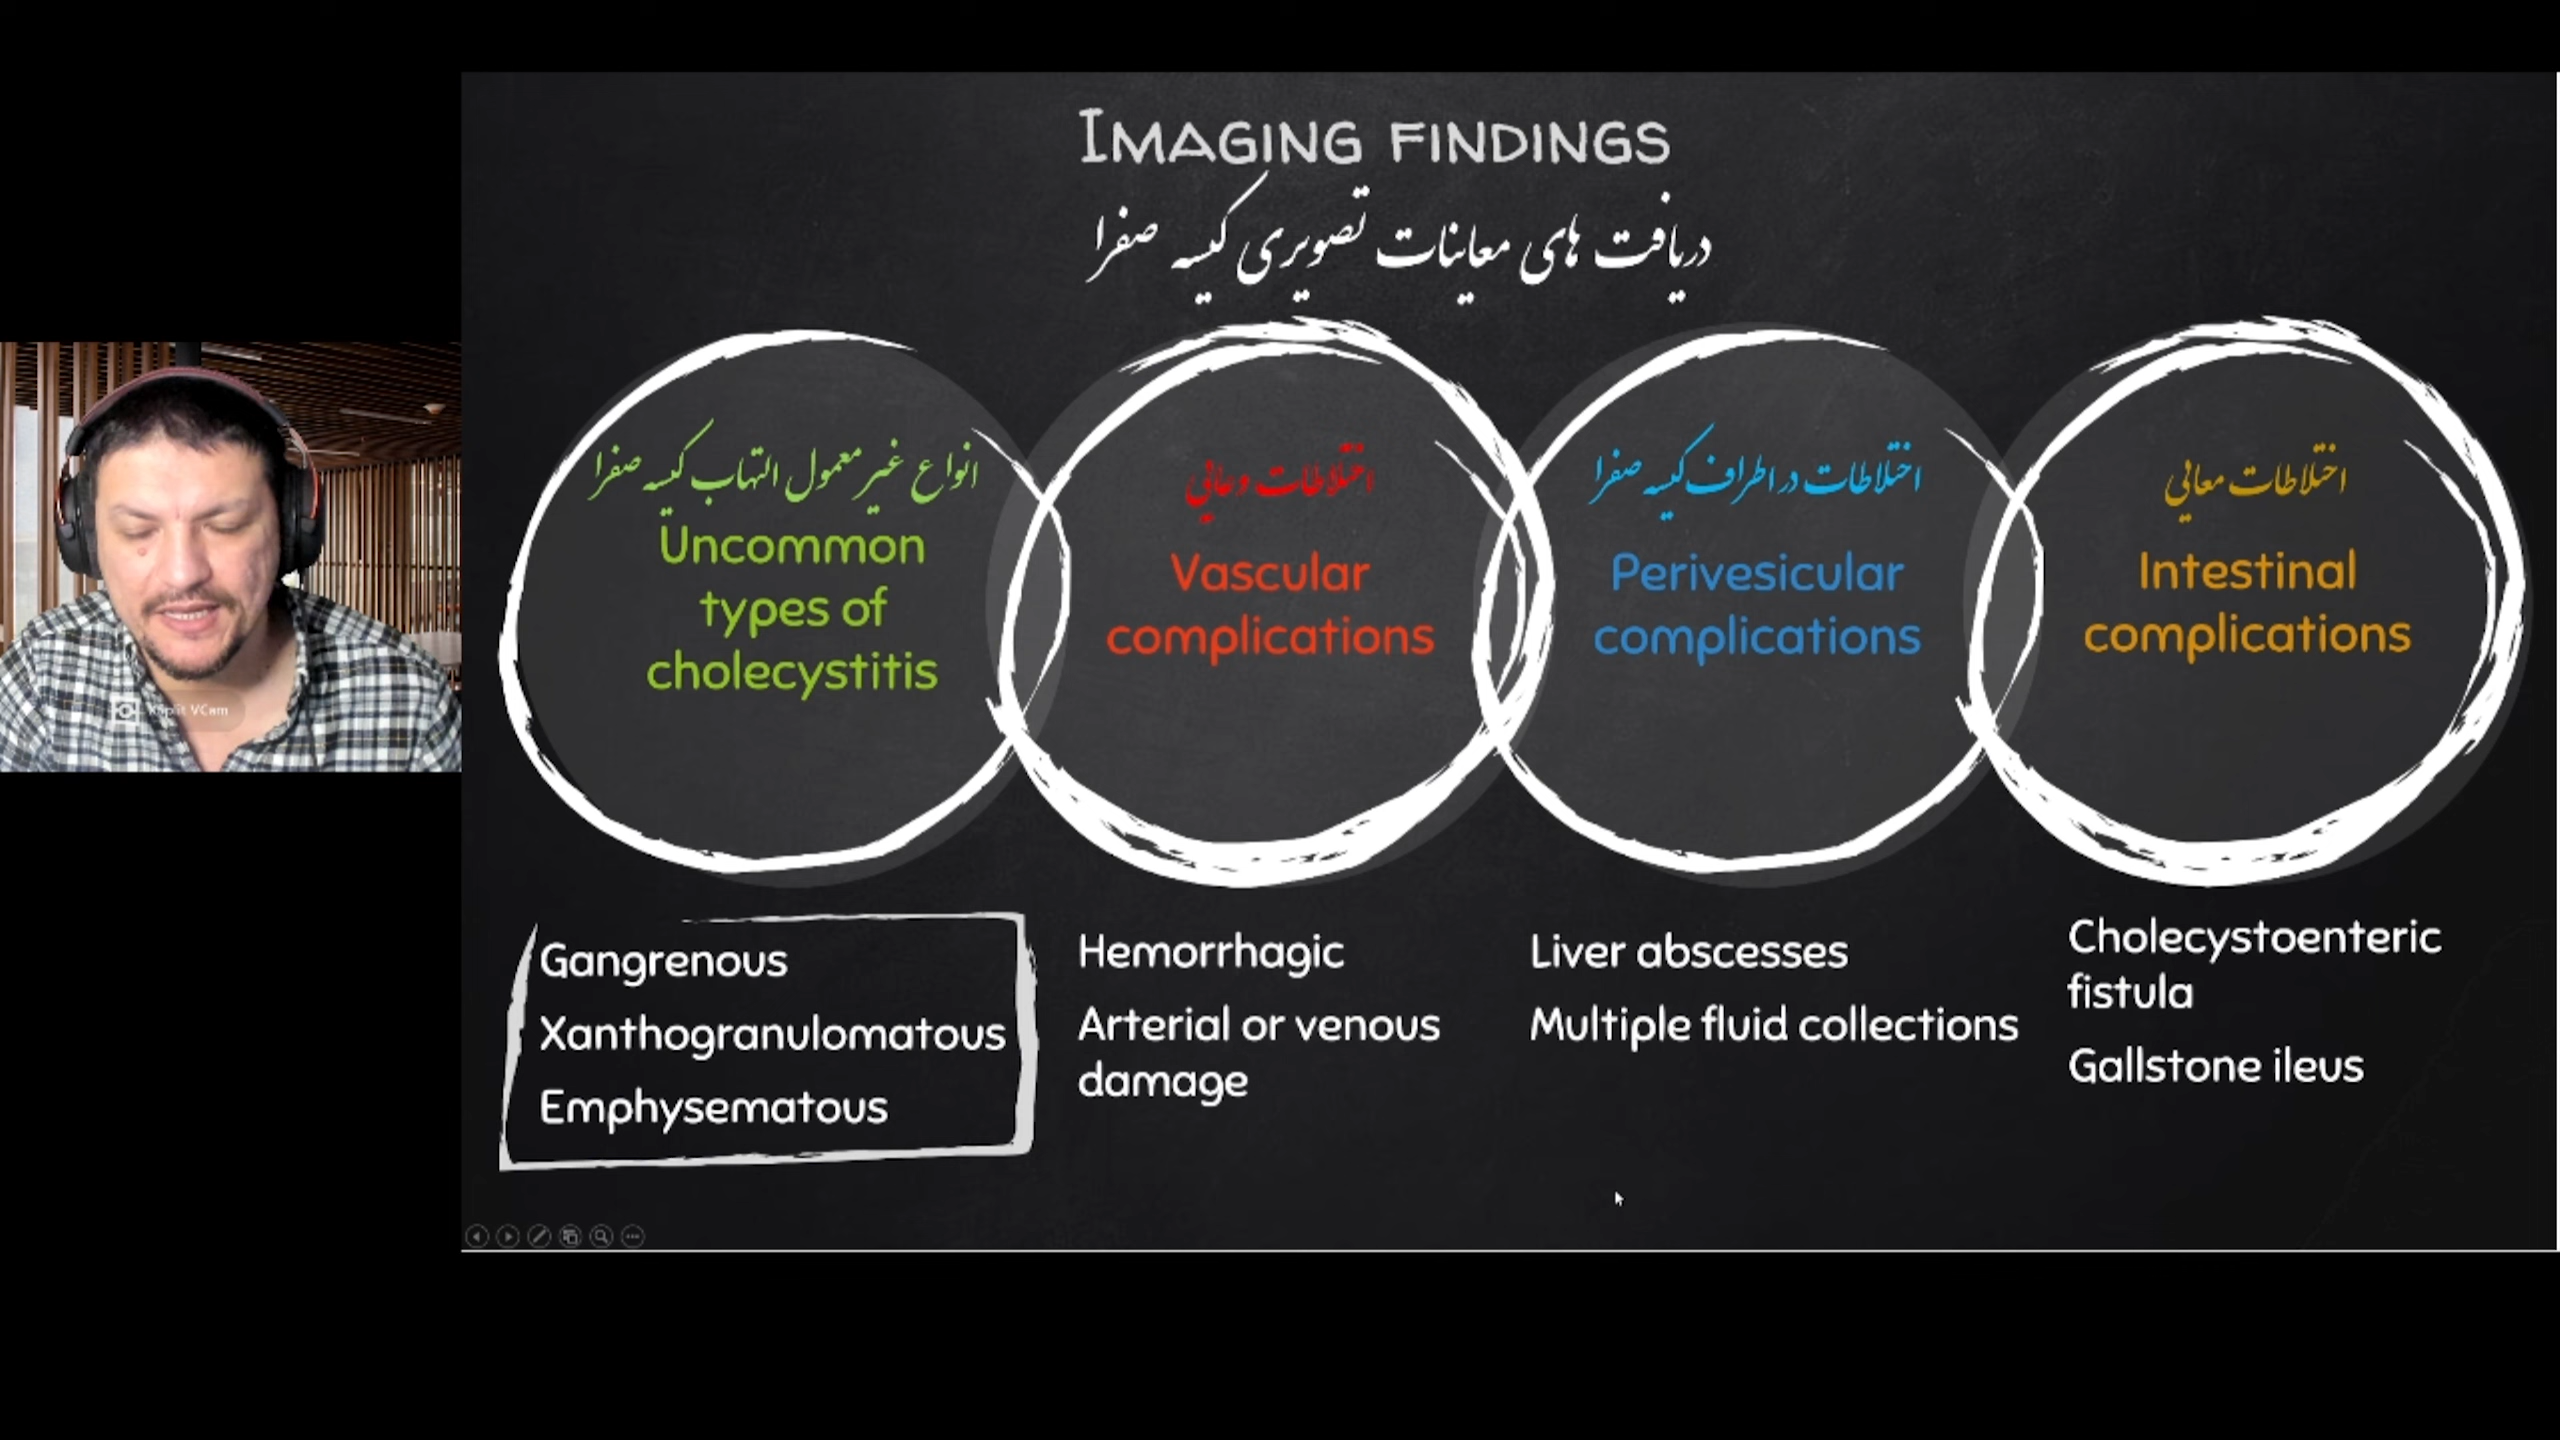 IMAGING FINDINGS
دریافت های معاینات تصویری کیسه صفرا
انواع غیر معمول التهاب کیسه صفرا
Uncommon
types of
cholecystitis
اختلاطات وعائی
Vascular
complications
اختلاطات در اطراف کیسه صفرا
Perivesicular
complications
اختلاطات معائی
Intestinal
complications
Gangrenous
Xanthogranulomatous
Emphysematous
Hemorrhagic
Arterial or venous
damage
Liver abscesses
Multiple fluid collections
Cholecystoenteric
fistula
Gallstone ileus
XSplit VCam